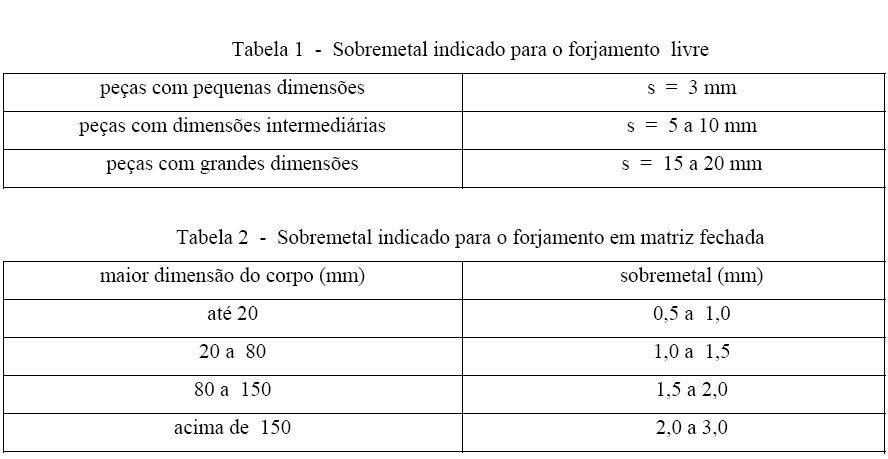 Tabela 1 - Sobremetal indicado para o forjamento livre
peças com pequenas dimensões s = 3 mm
peças com dimensões intermediárias s = 5 a 10 mm
peças com grandes dimensões s = 15 a 20 mm
Tabela 2 - Sobremetal indicado para o forjamento em matriz fechada
maior dimensão do corpo (mm) sobremetal (mm)
até 20 0,5 a 1,0
20 a 80 1,0 a 1,5
80 a 150 1,5 a 2,0
acima de 150 2,0 a 3,0